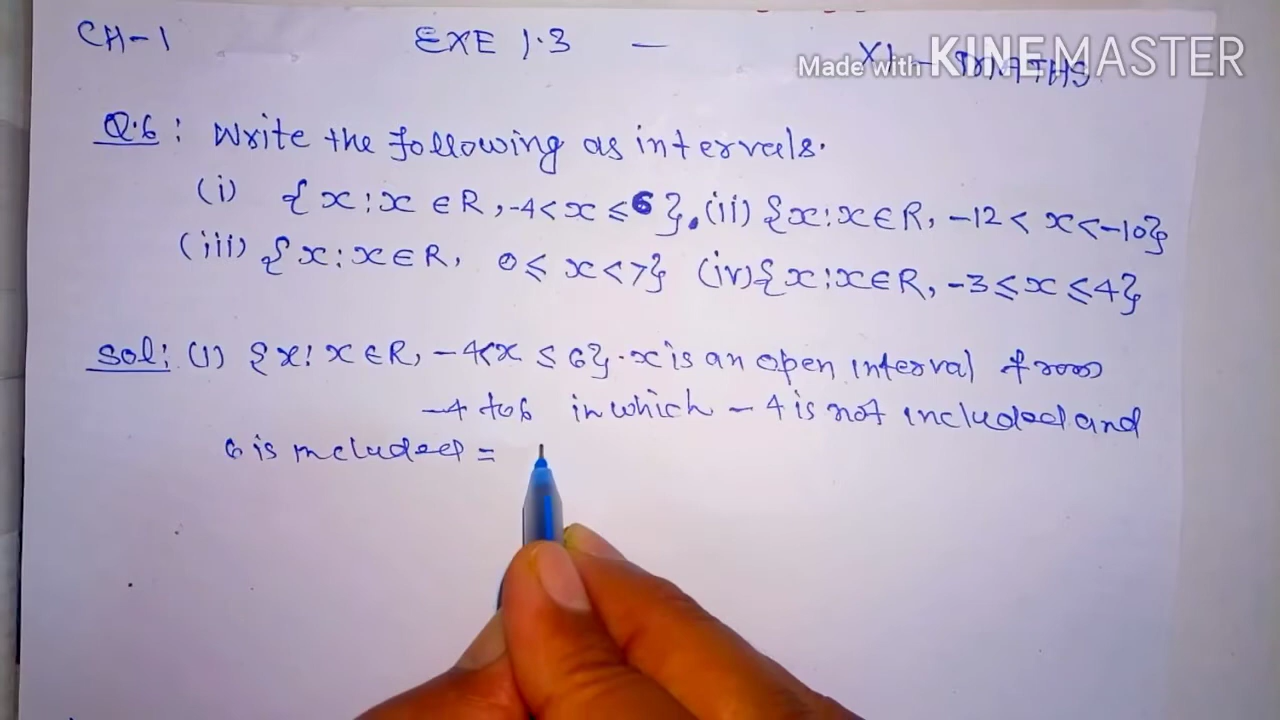 CH-1 EXE 1.3 — XI - MATHS
Made with KINEMASTER
Q.6: Write the following as intervals.
(i) {x:x∈R, -4<x≤6}, (ii) {x:x∈R, -12<x<-10}
(iii) {x:x∈R, 0≤x<7} (iv) {x:x∈R, -3≤x≤4}
Sol: (1) {x:x∈R, -4<x≤6}. x is an open interval from
-4 to 6 in which -4 is not included and
6 is included =